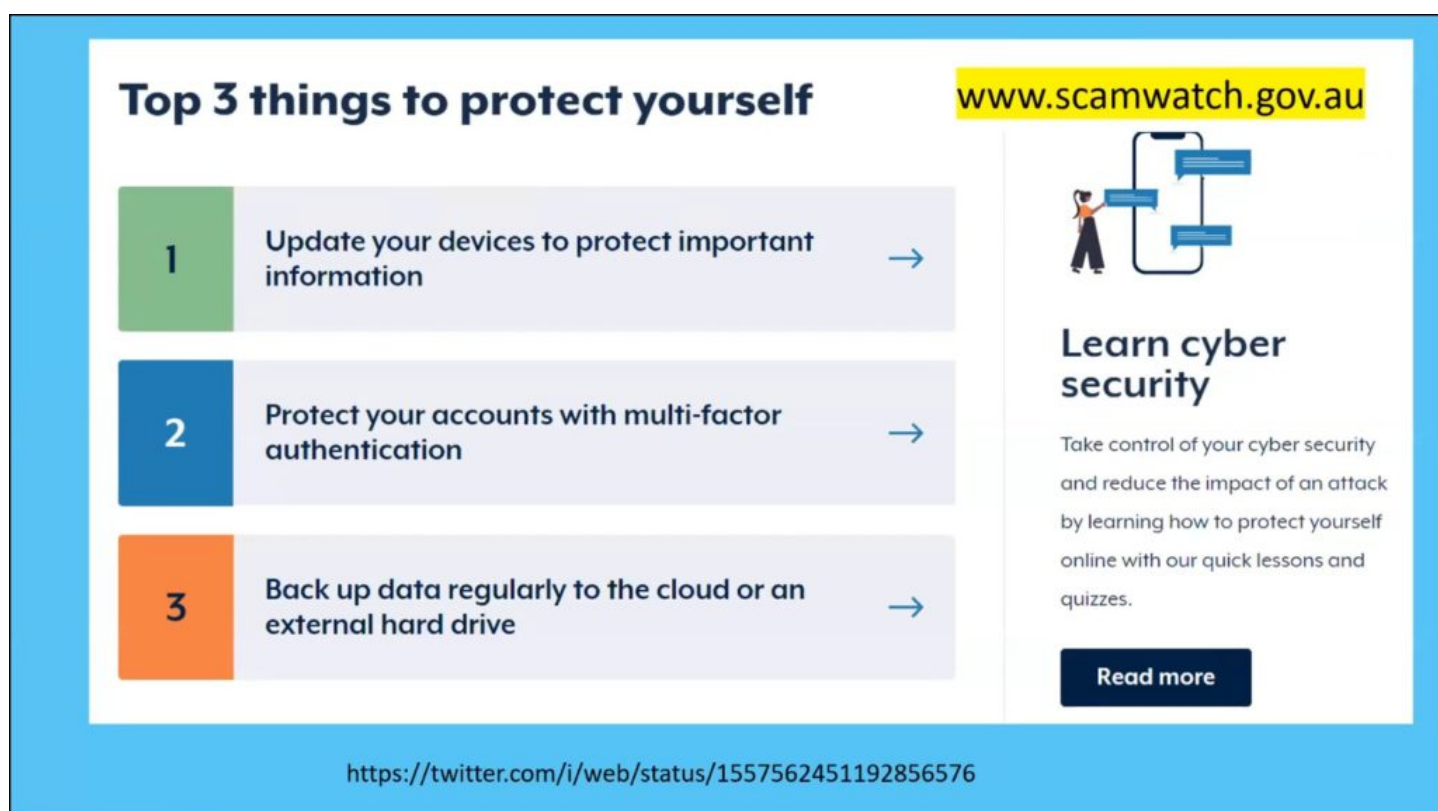 Top 3 things to protect yourself
www.scamwatch.gov.au
1
Update your devices to protect important
information
2
Protect your accounts with multi-factor
authentication
3
Back up data regularly to the cloud or an
external hard drive
Learn cyber
security
Take control of your cyber security
and reduce the impact of an attack
by learning how to protect yourself
online with our quick lessons and
quizzes.
Read more
https://twitter.com/i/web/status/1557562451192856576